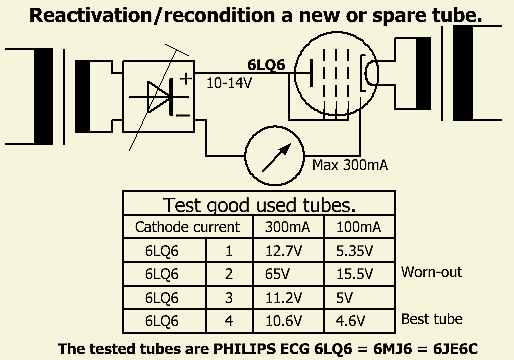 Reactivation/recondition a new or spare tube.
6LQ6
+
10-14V
−
Max 300mA
Test good used tubes.
Cathode current 300mA 100mA
6LQ6 1 12.7V 5.35V
6LQ6 2 65V 15.5V Worn-out
6LQ6 3 11.2V 5V
6LQ6 4 10.6V 4.6V Best tube
The tested tubes are PHILIPS ECG 6LQ6 = 6MJ6 = 6JE6C